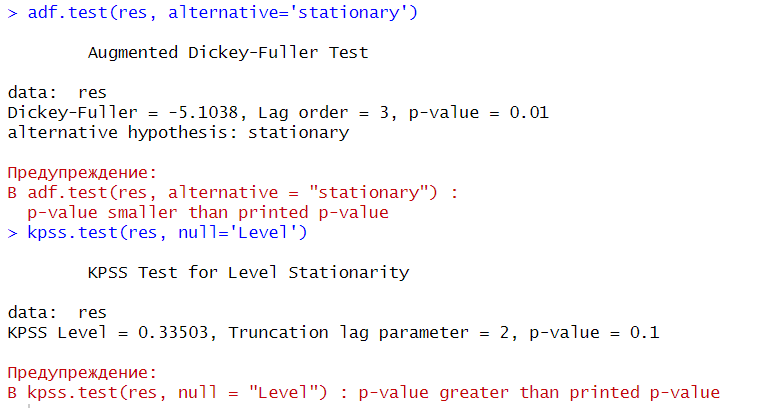 > adf.test(res, alternative='stationary')
Augmented Dickey-Fuller Test
data:  res
Dickey-Fuller = -5.1038, Lag order = 3, p-value = 0.01
alternative hypothesis: stationary
Предупреждение:
В adf.test(res, alternative = "stationary") :
p-value smaller than printed p-value
> kpss.test(res, null='Level')
KPSS Test for Level Stationarity
data:  res
KPSS Level = 0.33503, Truncation lag parameter = 2, p-value = 0.1
Предупреждение:
В kpss.test(res, null = "Level") : p-value greater than printed p-value